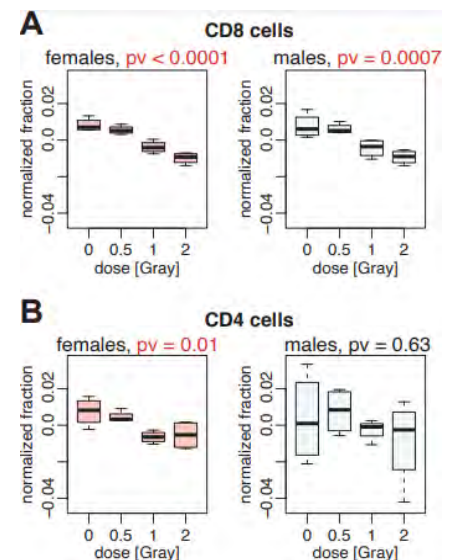 A
CD8 cells
females, pv < 0.0001
normalized fraction
0.02
0.0
−0.04
0 0.5 1 2
dose [Gray]
males, pv = 0.0007
normalized fraction
0.02
0.0
−0.04
0 0.5 1 2
dose [Gray]
B
CD4 cells
females, pv = 0.01
normalized fraction
0.02
0.0
−0.04
0 0.5 1 2
dose [Gray]
males, pv = 0.63
normalized fraction
0.02
0.0
−0.04
0 0.5 1 2
dose [Gray]